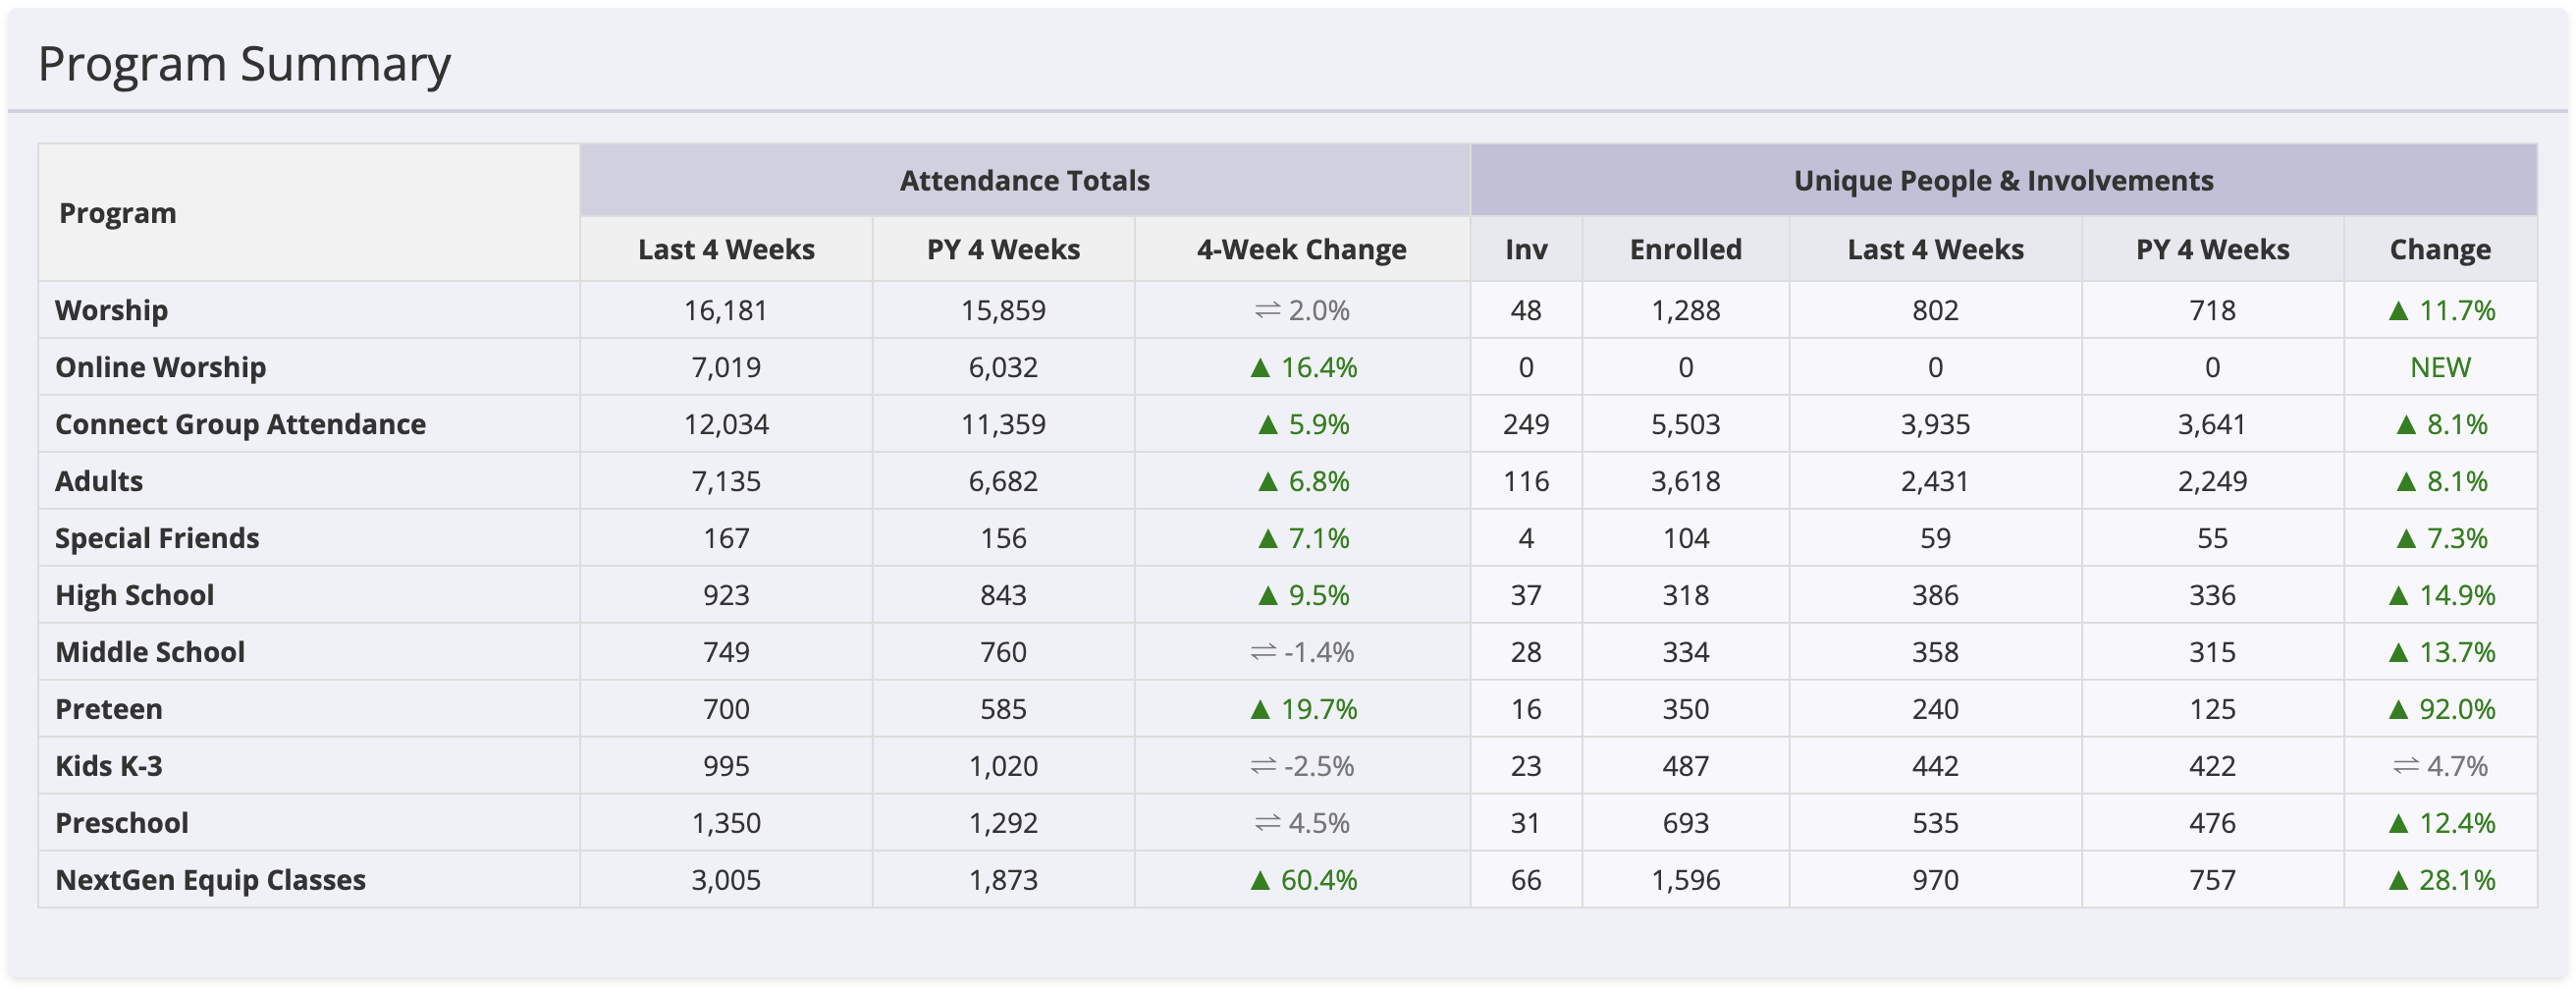 Program Summary
Program Attendance Totals Unique People & Involvements
Last 4 Weeks PY 4 Weeks 4-Week Change Inv Enrolled Last 4 Weeks PY 4 Weeks Change
Worship 16,181 15,859 ⇌ 2.0% 48 1,288 802 718 ▲ 11.7%
Online Worship 7,019 6,032 ▲ 16.4% 0 0 0 0 NEW
Connect Group Attendance 12,034 11,359 ▲ 5.9% 249 5,503 3,935 3,641 ▲ 8.1%
Adults 7,135 6,682 ▲ 6.8% 116 3,618 2,431 2,249 ▲ 8.1%
Special Friends 167 156 ▲ 7.1% 4 104 59 55 ▲ 7.3%
High School 923 843 ▲ 9.5% 37 318 386 336 ▲ 14.9%
Middle School 749 760 ⇌ -1.4% 28 334 358 315 ▲ 13.7%
Preteen 700 585 ▲ 19.7% 16 350 240 125 ▲ 92.0%
Kids K-3 995 1,020 ⇌ -2.5% 23 487 442 422 ⇌ 4.7%
Preschool 1,350 1,292 ⇌ 4.5% 31 693 535 476 ▲ 12.4%
NextGen Equip Classes 3,005 1,873 ▲ 60.4% 66 1,596 970 757 ▲ 28.1%